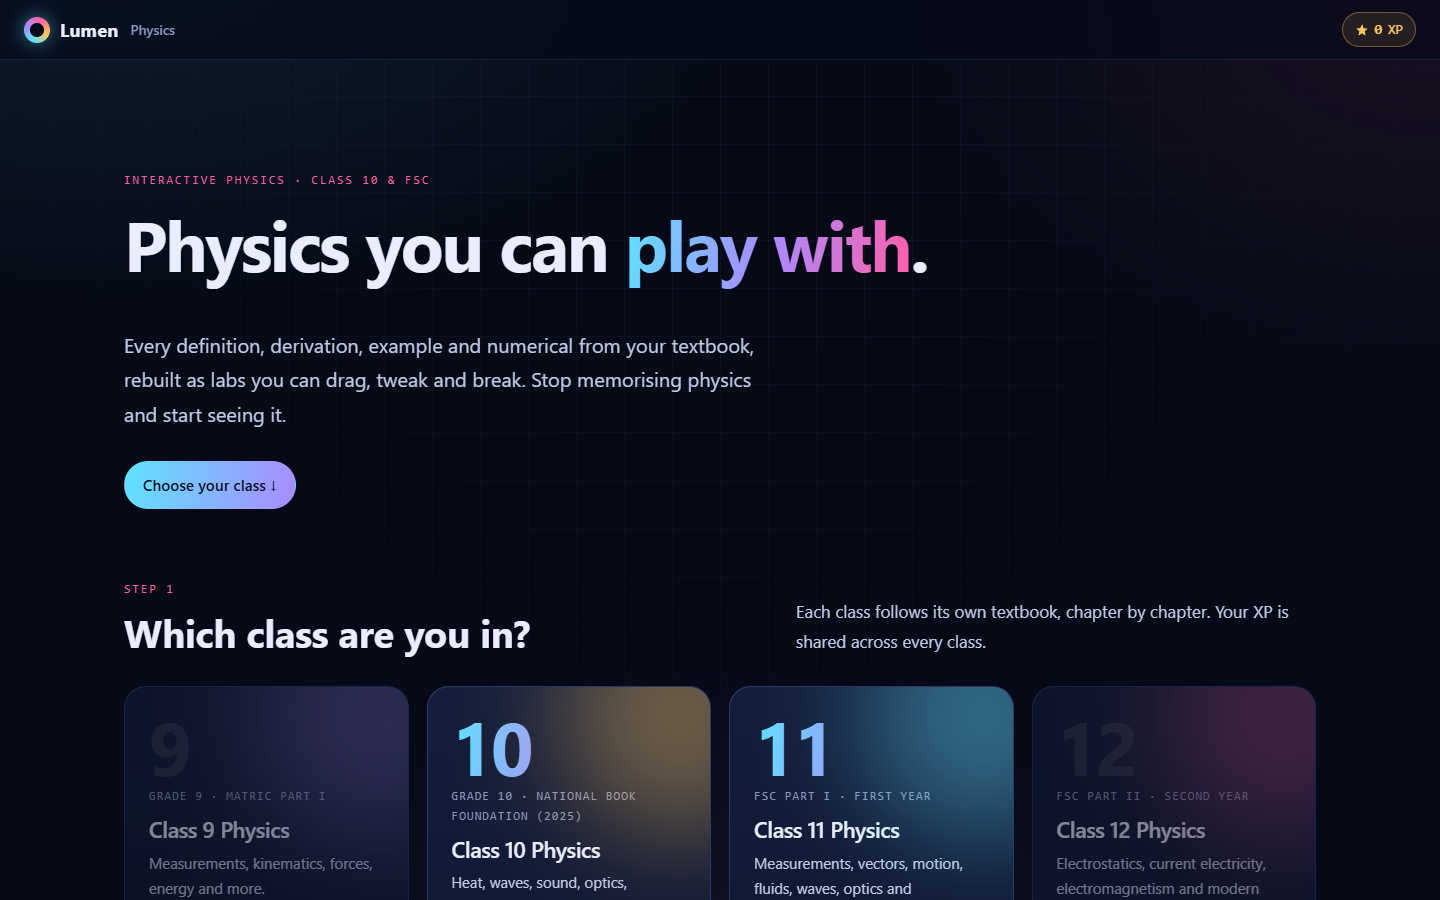 Lumen Physics
★ 0 XP
INTERACTIVE PHYSICS · CLASS 10 & FSC
Physics you can play with.
Every definition, derivation, example and numerical from your textbook,
rebuilt as labs you can drag, tweak and break. Stop memorising physics
and start seeing it.
Choose your class ↓
STEP 1
Which class are you in?
Each class follows its own textbook, chapter by chapter. Your XP is
shared across every class.
9
GRADE 9 · MATRIC PART I
Class 9 Physics
Measurements, kinematics, forces,
energy and more.
10
GRADE 10 · NATIONAL BOOK
FOUNDATION (2025)
Class 10 Physics
Heat, waves, sound, optics,
11
FSC PART I · FIRST YEAR
Class 11 Physics
Measurements, vectors, motion,
fluids, waves, optics and
12
FSC PART II · SECOND YEAR
Class 12 Physics
Electrostatics, current electricity,
electromagnetism and modern